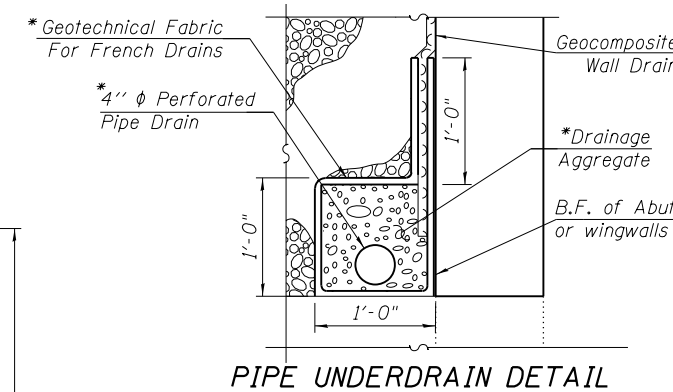 * Geotechnical Fabric
For French Drains
*4'' ϕ Perforated
Pipe Drain
Geocomposite
Wall Drain
*Drainage
Aggregate
B.F. of Abut
or wingwalls
1'-0"
1'-0"
1'-0"
PIPE UNDERDRAIN DETAIL